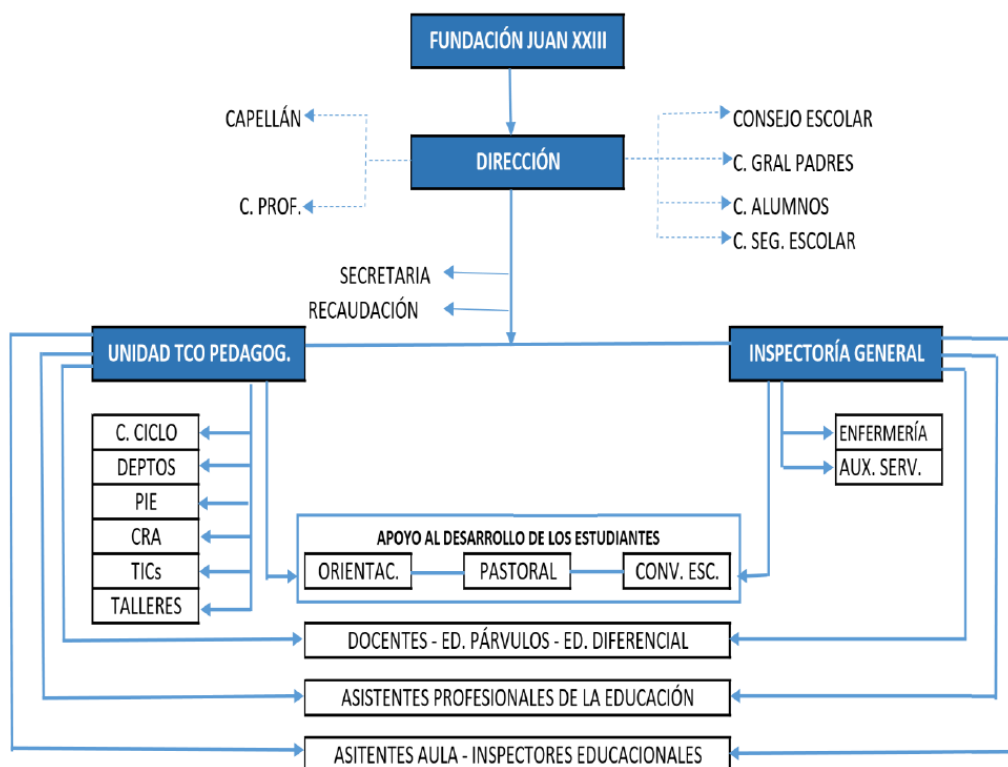 FUNDACIÓN JUAN XXIII
CAPELLÁN
CONSEJO ESCOLAR
DIRECCIÓN
C. GRAL PADRES
C. PROF.
C. ALUMNOS
C. SEG. ESCOLAR
SECRETARIA
RECAUDACIÓN
UNIDAD TCO PEDAGOG.
INSPECTORÍA GENERAL
C. CICLO
DEPTOS
PIE
CRA
TICs
TALLERES
ENFERMERÍA
AUX. SERV.
APOYO AL DESARROLLO DE LOS ESTUDIANTES
ORIENTAC.
PASTORAL
CONV. ESC.
DOCENTES - ED. PÁRVULOS - ED. DIFERENCIAL
ASISTENTES PROFESIONALES DE LA EDUCACIÓN
ASITENTES AULA - INSPECTORES EDUCACIONALES